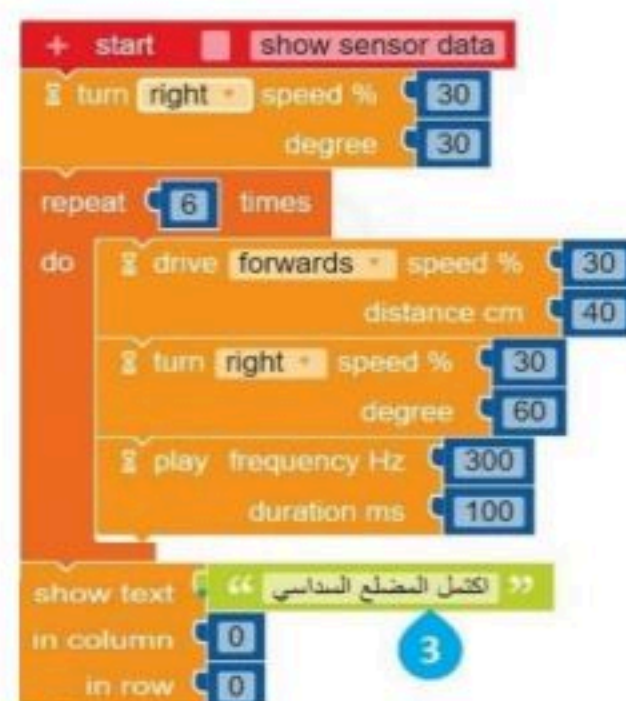 + start show sensor data
turn right speed % 30
degree 30
repeat 6 times
do drive forwards speed % 30
distance cm 40
turn right speed % 30
degree 60
play frequency Hz 300
duration ms 100
show text “ اكتمل المضلع السداسي ”
in column 0
3
in row 0